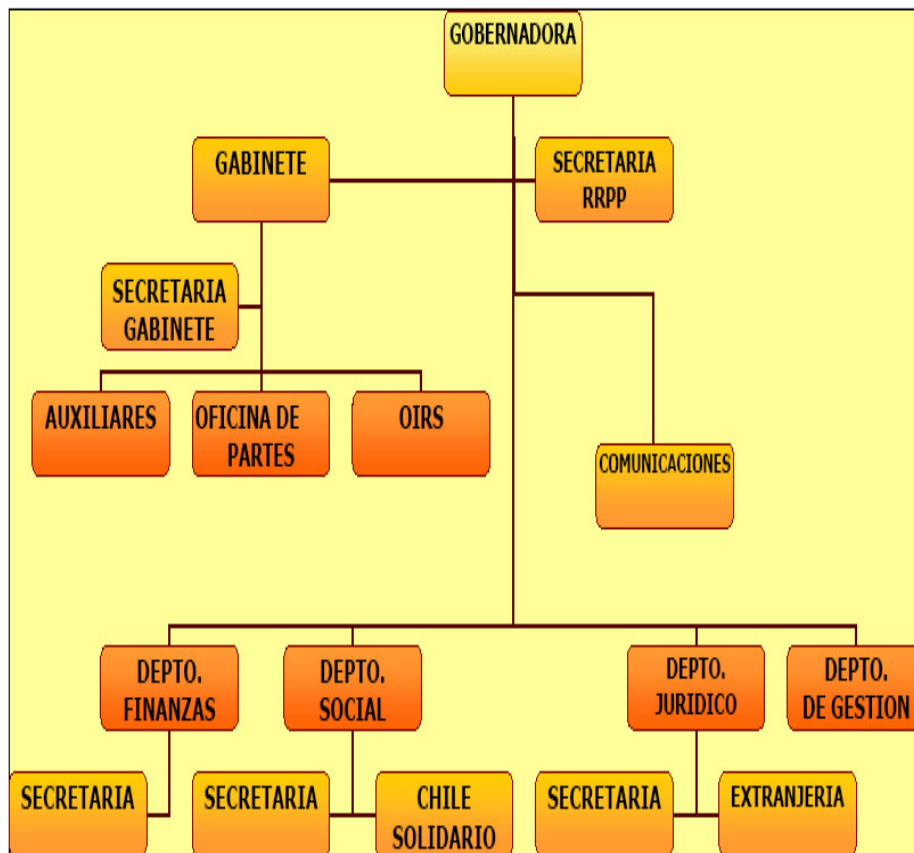 GOBERNADORA
GABINETE
SECRETARIA
RRPP
SECRETARIA
GABINETE
AUXILIARES
OFICINA DE
PARTES
OIRS
COMUNICACIONES
DEPTO.
FINANZAS
DEPTO.
SOCIAL
DEPTO.
JURIDICO
DEPTO.
DE GESTION
SECRETARIA
SECRETARIA
CHILE
SOLIDARIO
SECRETARIA
EXTRANJERIA